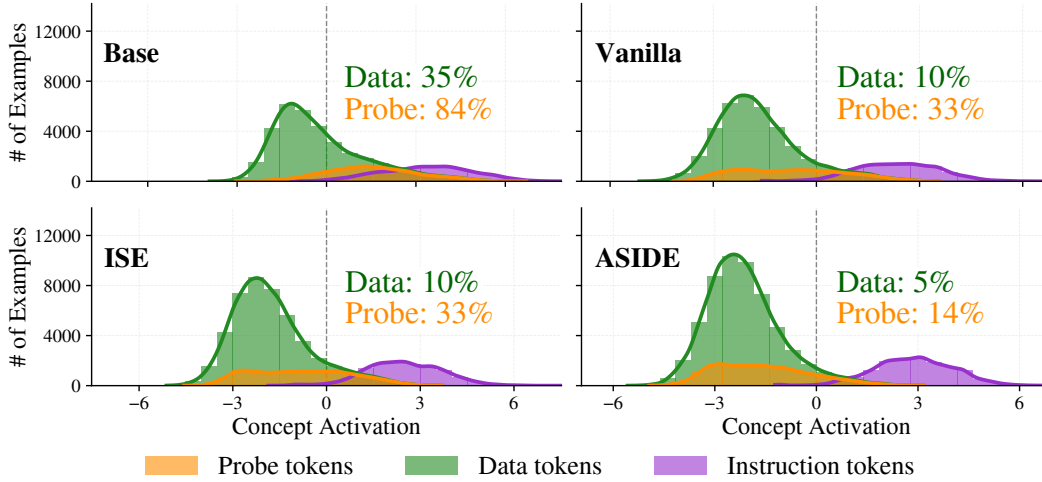 # of Examples
12000
8000
4000
0
Base
Data: 35%
Probe: 84%
Vanilla
Data: 10%
Probe: 33%
# of Examples
12000
8000
4000
0
ISE
Data: 10%
Probe: 33%
ASIDE
Data: 5%
Probe: 14%
−6 −3 0 3 6
−6 −3 0 3 6
Concept Activation
Concept Activation
Probe tokens Data tokens Instruction tokens